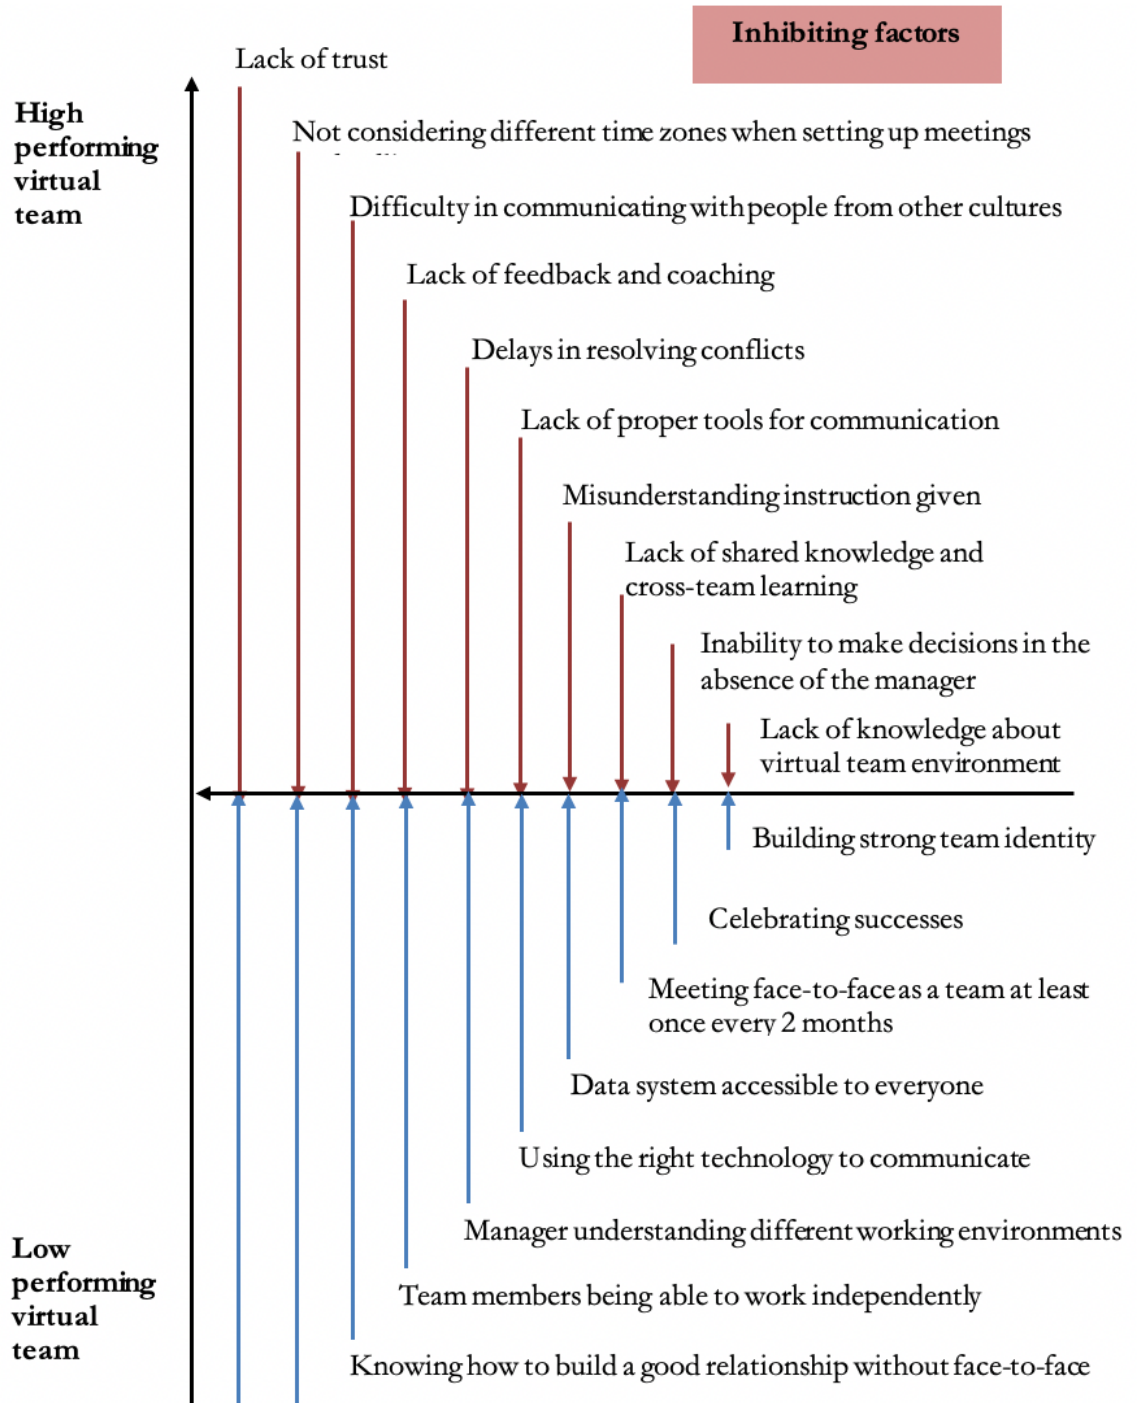 Inhibiting factors
Lack of trust
High
performing
virtual
team
Not considering different time zones when setting up meetings
Difficulty in communicating with people from other cultures
Lack of feedback and coaching
Delays in resolving conflicts
Lack of proper tools for communication
Misunderstanding instruction given
Lack of shared knowledge and
cross-team learning
Inability to make decisions in the
absence of the manager
Lack of knowledge about
virtual team environment
Building strong team identity
Celebrating successes
Meeting face-to-face as a team at least
once every 2 months
Data system accessible to everyone
Using the right technology to communicate
Manager understanding different working environments
Low
performing
virtual
team
Team members being able to work independently
Knowing how to build a good relationship without face-to-face